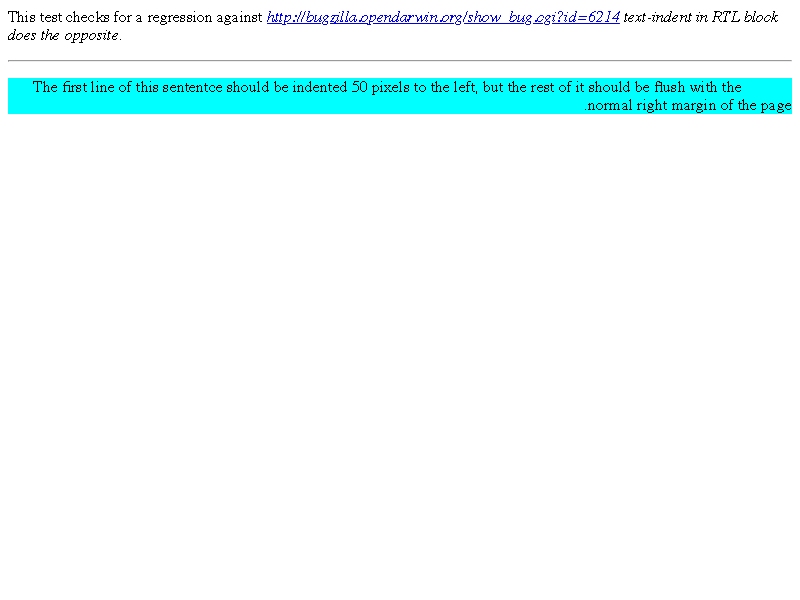 This test checks for a regression against http://bugzilla.opendarwin.org/show_bug.cgi?id=6214 text-indent in RTL block
does the opposite.
The first line of this sententce should be indented 50 pixels to the left, but the rest of it should be flush with the
.normal right margin of the page